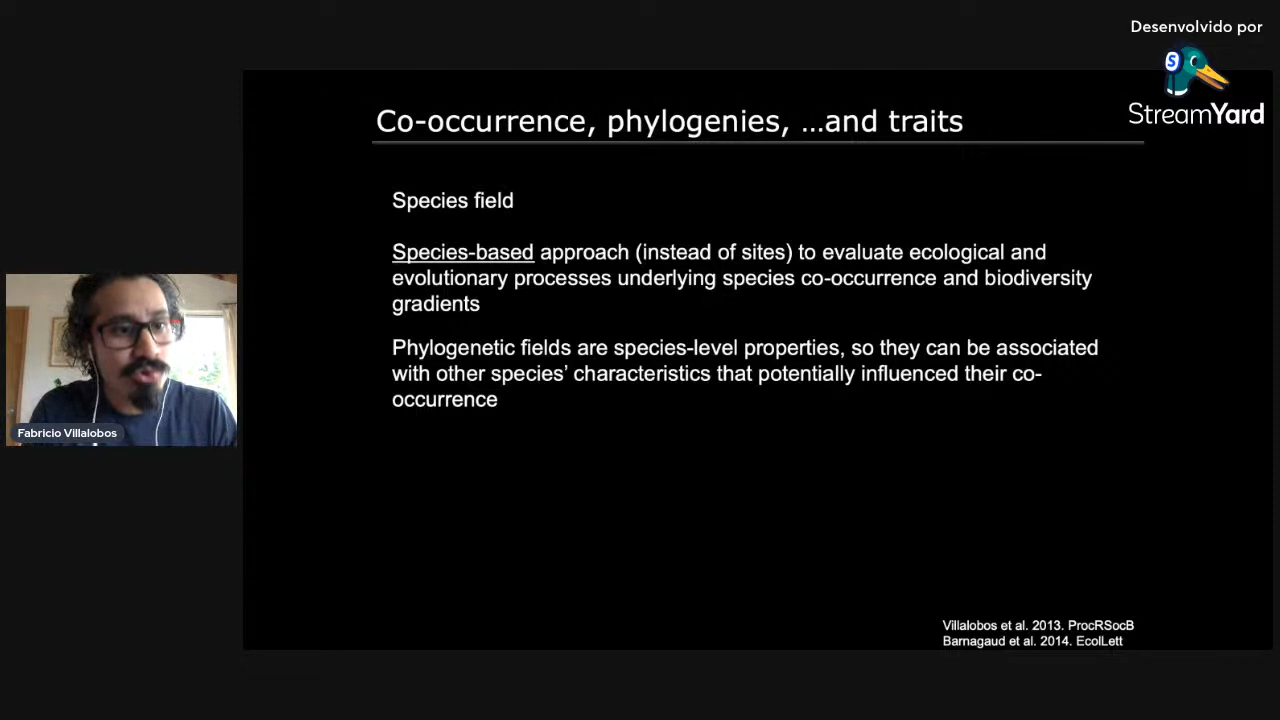 Desenvolvido por
S
StreamYard
Co-occurrence, phylogenies, …and traits
Species field
Species-based approach (instead of sites) to evaluate ecological and
evolutionary processes underlying species co-occurrence and biodiversity
gradients
Phylogenetic fields are species-level properties, so they can be associated
with other species’ characteristics that potentially influenced their co-
occurrence
Fabricio Villalobos
Villalobos et al. 2013. ProcRSocB
Barnagaud et al. 2014. EcolLett